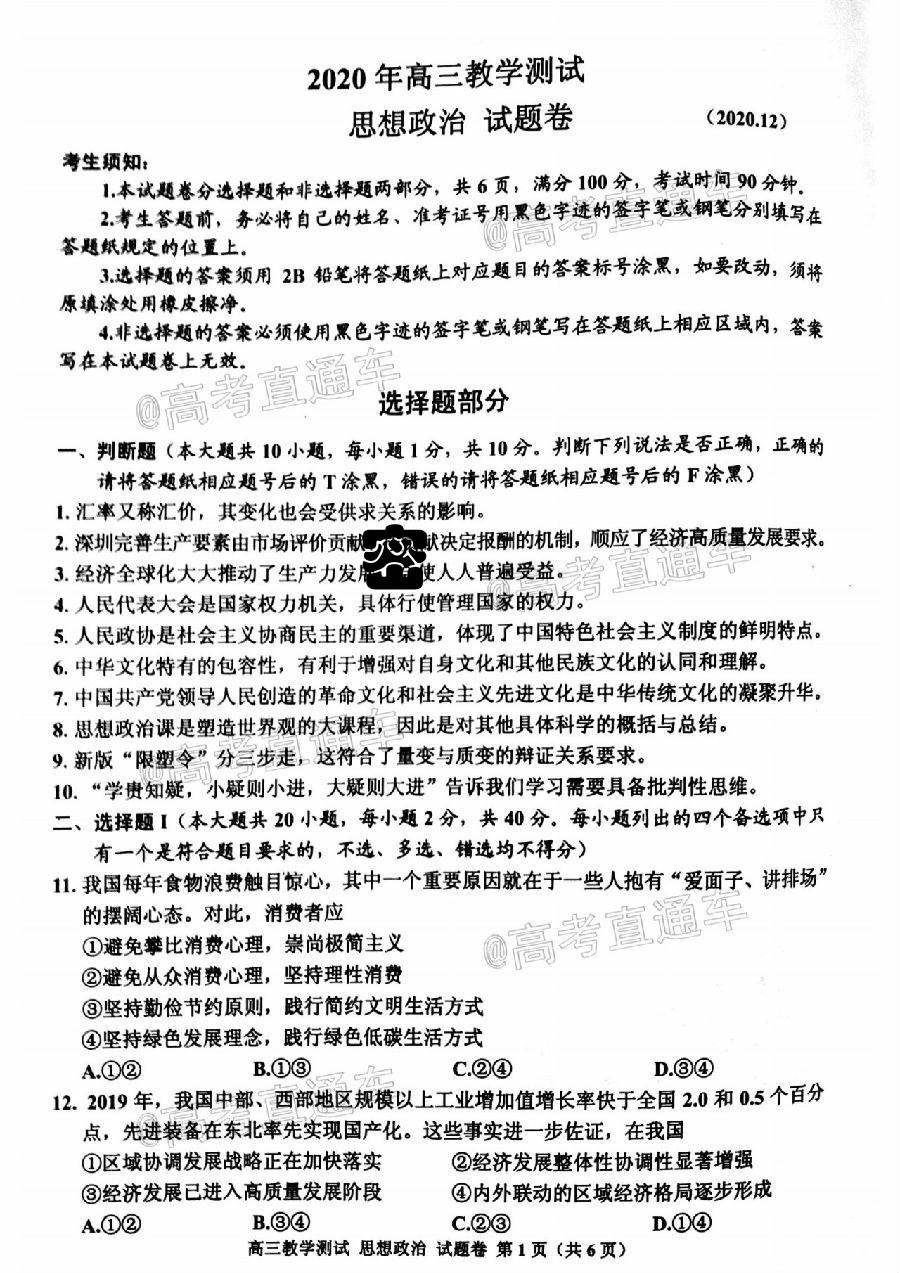 2020 年高三教学测试
思想政治 试题卷 (2020.12)
考生须知：
1.本试题卷分选择题和非选择题两部分，共 6 页，满分 100 分，考试时间 90 分钟。
2.考生答题前，务必将自己的姓名、准考证号用黑色字迹的签字笔或钢笔分别填写在
答题纸规定的位置上。
3.选择题的答案须用 2B 铅笔将答题纸上对应题目的答案标号涂黑，如要改动，须将
原填涂处用橡皮擦净。
4.非选择题的答案必须使用黑色字迹的签字笔或钢笔写在答题纸上相应区域内，答案
写在本试题卷上无效。
@高考直通车
@高考直通车
选择题部分
一、判断题（本大题共 10 小题，每小题 1 分，共 10 分。判断下列说法是否正确，正确的
请将答题纸相应题号后的 T 涂黑，错误的请将答题纸相应题号后的 F 涂黑）
1. 汇率又称汇价，其变化也会受供求关系的影响。
2. 深圳完善生产要素由市场评价贡献 献决定报酬的机制，顺应了经济高质量发展要求。
3. 经济全球化大大推动了生产力发 使人人普遍受益。
@高考直通车
4. 人民代表大会是国家权力机关，具体行使管理国家的权力。
5. 人民政协是社会主义协商民主的重要渠道，体现了中国特色社会主义制度的鲜明特点。
6. 中华文化特有的包容性，有利于增强对自身文化和其他民族文化的认同和理解。
7. 中国共产党领导人民创造的革命文化和社会主义先进文化是中华传统文化的凝聚升华。
8. 思想政治课是塑造世界观的大课程，因此是对其他具体科学的概括与总结。
@高考直通车
9. 新版“限塑令”分三步走，这符合了量变与质变的辩证关系要求。
10. “学贵知疑，小疑则小进，大疑则大进”告诉我们学习需要具备批判性思维。
二、选择题 I（本大题共 20 小题，每小题 2 分，共 40 分。每小题列出的四个备选项中只
有一个是符合题目要求的，不选、多选、错选均不得分）
11. 我国每年食物浪费触目惊心，其中一个重要原因就在于一些人抱有“爱面子、讲排场”
的摆阔心态。对此，消费者应
@高考直通车
①避免攀比消费心理，崇尚极简主义
②避免从众消费心理，坚持理性消费
③坚持勤俭节约原则，践行简约文明生活方式
④坚持绿色发展理念，践行绿色低碳生活方式
A.①② B.①③ C.②④ D.③④
@高考直通车
12. 2019 年，我国中部、西部地区规模以上工业增加值增长率快于全国 2.0 和 0.5 个百分
点，先进装备在东北率先实现国产化。这些事实进一步佐证，在我国
①区域协调发展战略正在加快落实 ②经济发展整体性协调性显著增强
③经济发展已进入高质量发展阶段 ④内外联动的区域经济格局逐步形成
A.①② B.③④ C.②③ D.①④
高三教学测试 思想政治 试题卷 第 1 页（共 6 页）